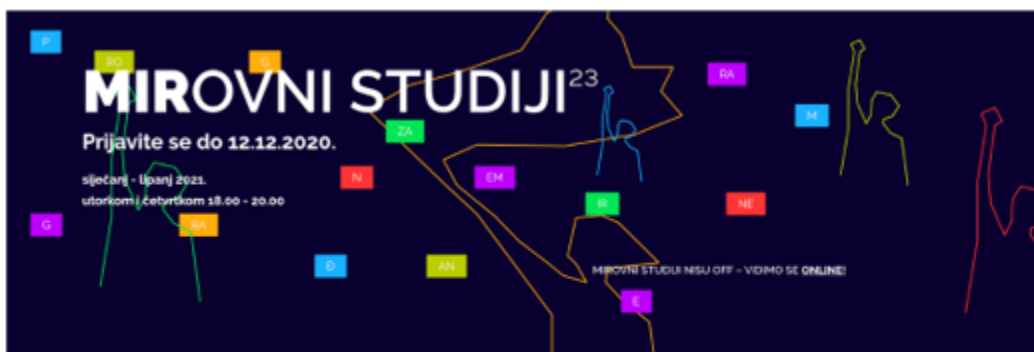 P
RO
G
RA
M
MIROVNI STUDIJI23
Prijavite se do 12.12.2020.
ZA
N
EM
IR
NE
siječanj - lipanj 2021.
utorkom i četvrtkom 18.00 - 20.00
G
RA
Đ
AN
E
MIROVNI STUDIJI NISU OFF – VIDIMO SE ONLINE!